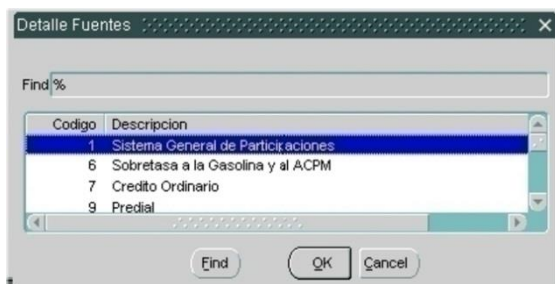 Detalle Fuentes
Find %
Codigo Descripcion
1 Sistema General de Participaciones
6 Sobretasa a la Gasolina y al ACPM
7 Credito Ordinario
9 Predial
Find OK Cancel